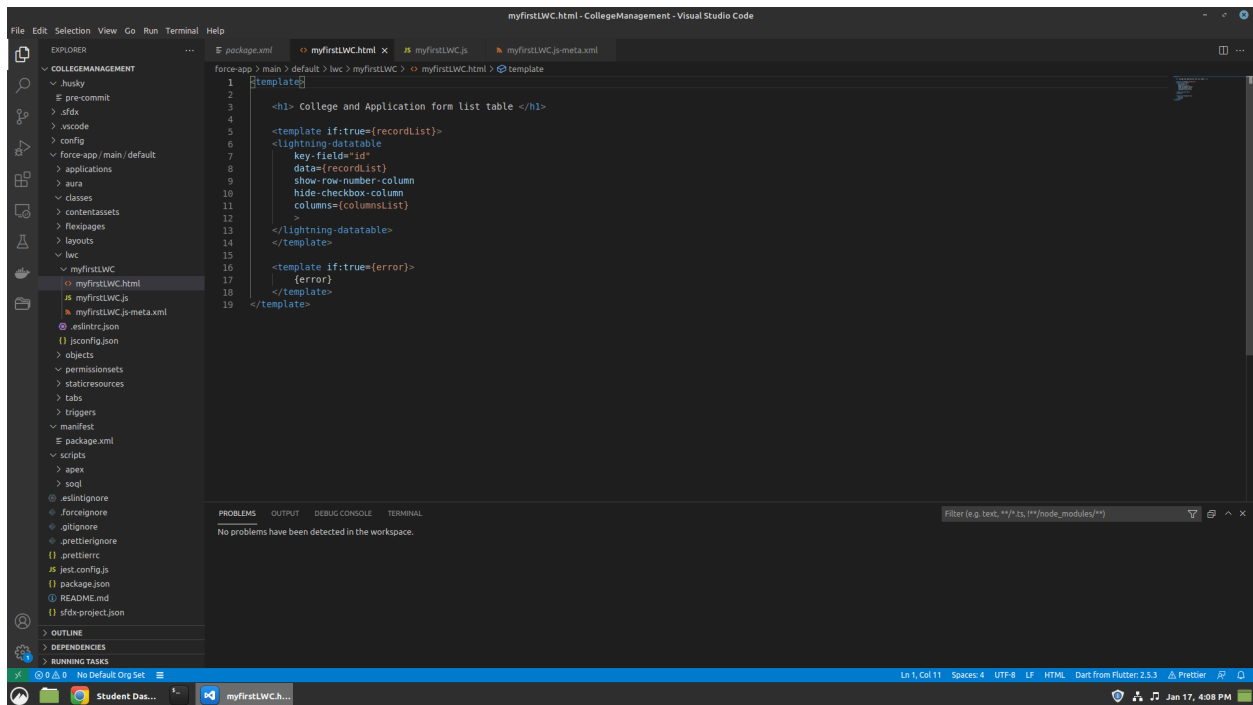 myfirstLWC.html - CollegeManagement - Visual Studio Code
File Edit Selection View Go Run Terminal Help
EXPLORER
COLLEGEMANAGEMENT
.husky
pre-commit
.sfdx
.vscode
config
force-app / main / default
applications
aura
classes
contentassets
flexipages
layouts
lwc
myfirstLWC
myfirstLWC.html
JS myfirstLWC.js
myfirstLWC.js-meta.xml
.eslintrc.json
{} jsconfig.json
objects
permissionsets
staticresources
tabs
triggers
manifest
package.xml
scripts
apex
soql
.eslintignore
.forceignore
.gitignore
.prettierignore
{} .prettierrc
JS jest.config.js
{} package.json
README.md
{} sfdx-project.json
OUTLINE
DEPENDENCIES
RUNNING TASKS
package.xml <> myfirstLWC.html × JS myfirstLWC.js myfirstLWC.js-meta.xml
force-app > main > default > lwc > myfirstLWC > <> myfirstLWC.html > template
1 <template>
2
3 <h1> College and Application form list table </h1>
4
5 <template if:true={recordList}>
6 <lightning-datatable
7 key-field="id"
8 data={recordList}
9 show-row-number-column
10 hide-checkbox-column
11 columns={columnsList}
12 >
13 </lightning-datatable>
14 </template>
15
16 <template if:true={error}>
17 {error}
18 </template>
19 </template>
PROBLEMS OUTPUT DEBUG CONSOLE TERMINAL
Filter (e.g. text, **/*.ts, !**/node_modules/**)
No problems have been detected in the workspace.
1
0 0 No Default Org Set Ln 1, Col 11 Spaces: 4 UTF-8 LF HTML Dart from Flutter: 2.5.3 Prettier
Student Das... myfirstLWC.h... Jan 17, 4:08 PM